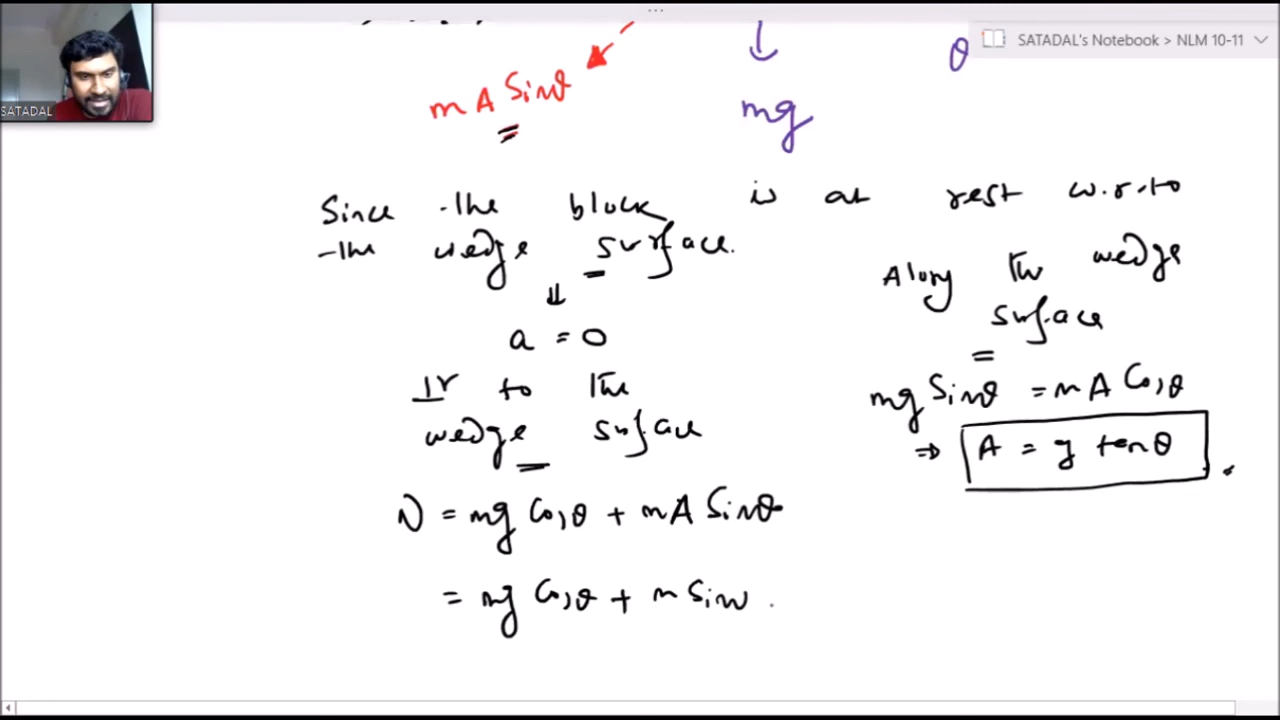 SATADAL
SATADAL's Notebook > NLM 10-11
θ
mA Sinθ
mg
Since the block is at rest w.r.to
the wedge surface.
a = 0
⊥r to the
wedge surface
N = mg Cosθ + mA Sinθ
= mg Cosθ + m Sinθ .
Along the wedge
surface
mg Sinθ = mA Cosθ
⇒ A = g tanθ .